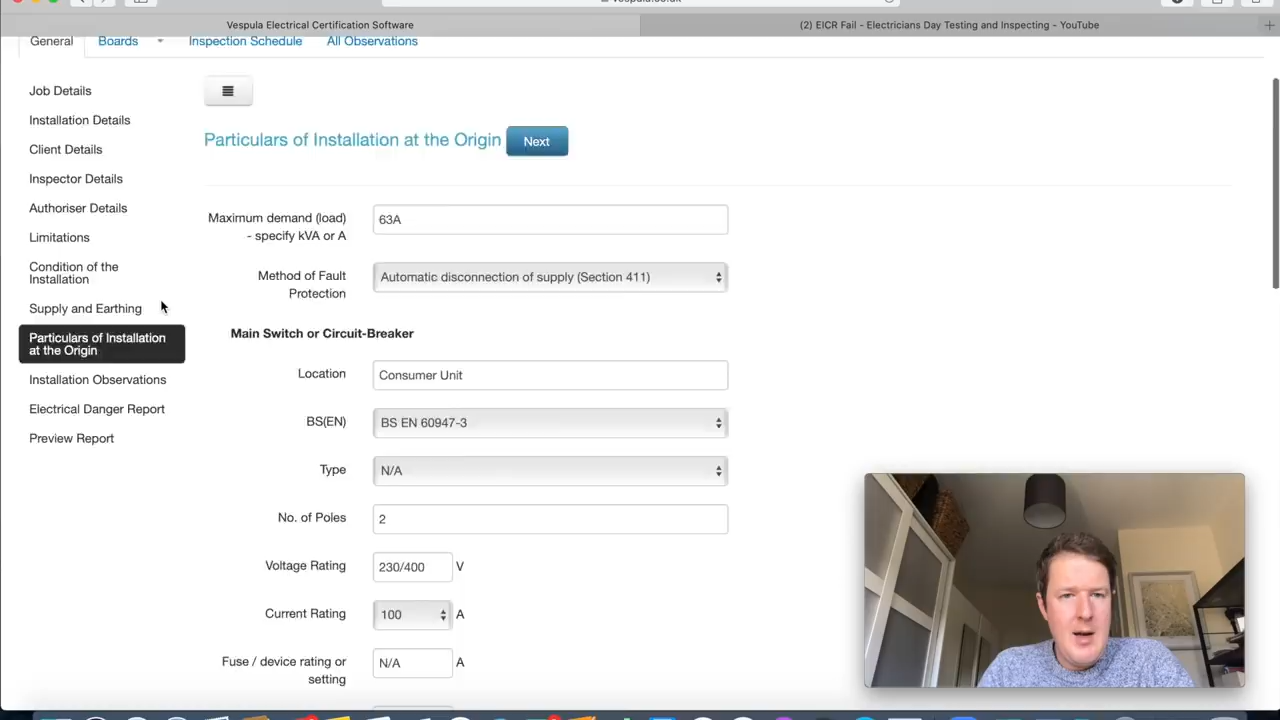 Vespula Electrical Certification Software
(2) EICR Fail - Electricians Day Testing and Inspecting - YouTube
General
Boards
Inspection Schedule
All Observations
Job Details
Installation Details
Client Details
Inspector Details
Authoriser Details
Limitations
Condition of the
Installation
Supply and Earthing
Particulars of Installation
at the Origin
Installation Observations
Electrical Danger Report
Preview Report
Particulars of Installation at the Origin
Next
Maximum demand (load)
- specify kVA or A
63A
Method of Fault
Protection
Automatic disconnection of supply (Section 411)
Main Switch or Circuit-Breaker
Location
Consumer Unit
BS(EN)
BS EN 60947-3
Type
N/A
No. of Poles
2
Voltage Rating
230/400
V
Current Rating
100
A
Fuse / device rating or
setting
N/A
A